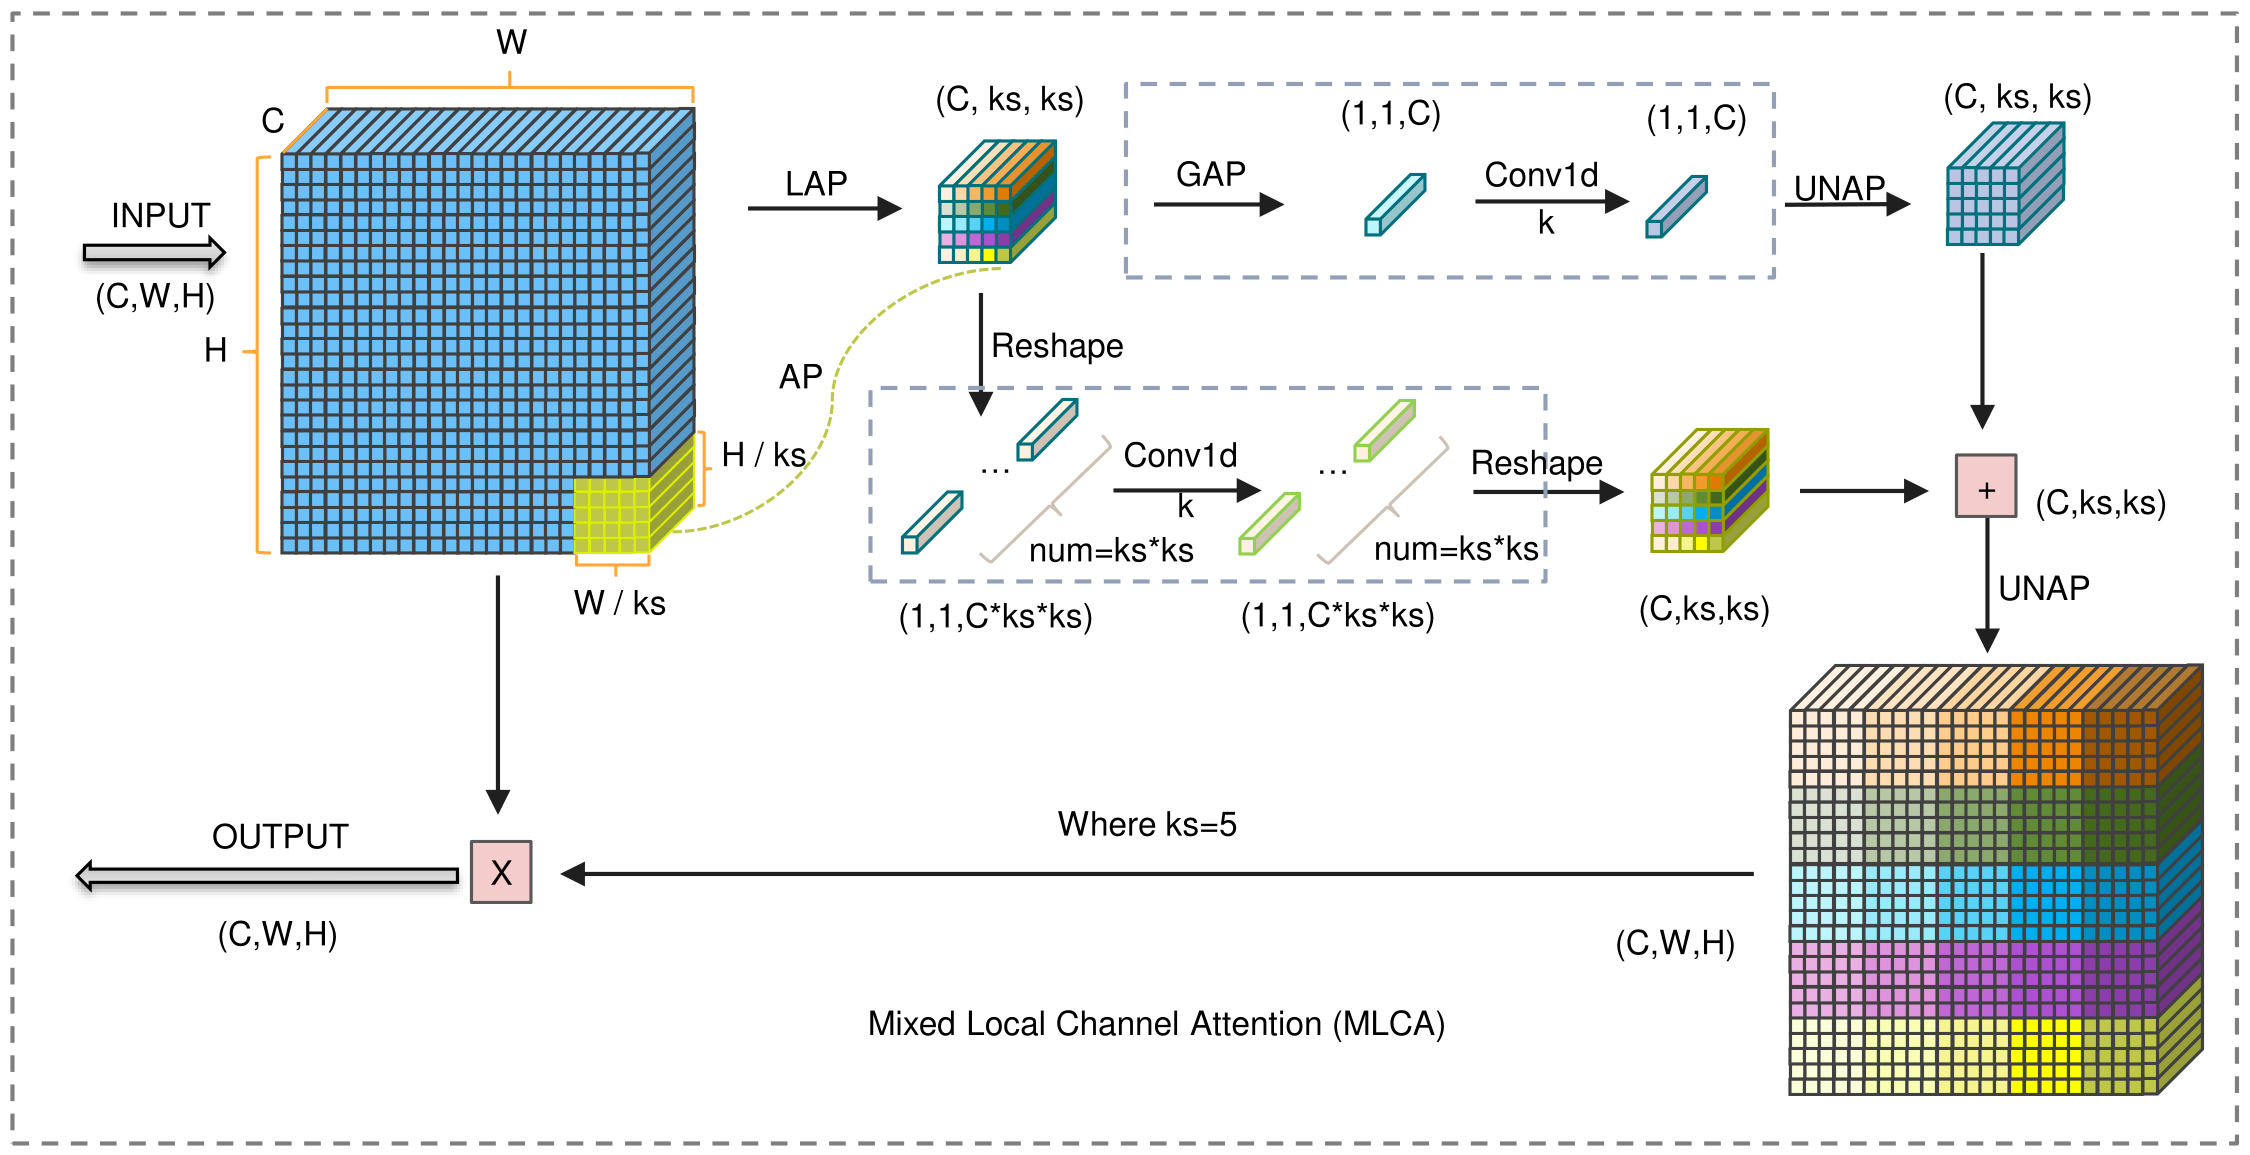 W
C
INPUT
(C,W,H)
H
H / ks
W / ks
LAP
AP
(C, ks, ks)
GAP
(1,1,C)
Conv1d
k
(1,1,C)
UNAP
(C, ks, ks)
Reshape
...
num=ks*ks
(1,1,C*ks*ks)
Conv1d
k
...
num=ks*ks
(1,1,C*ks*ks)
Reshape
(C,ks,ks)
+
(C,ks,ks)
UNAP
Where ks=5
(C,W,H)
X
OUTPUT
(C,W,H)
Mixed Local Channel Attention (MLCA)